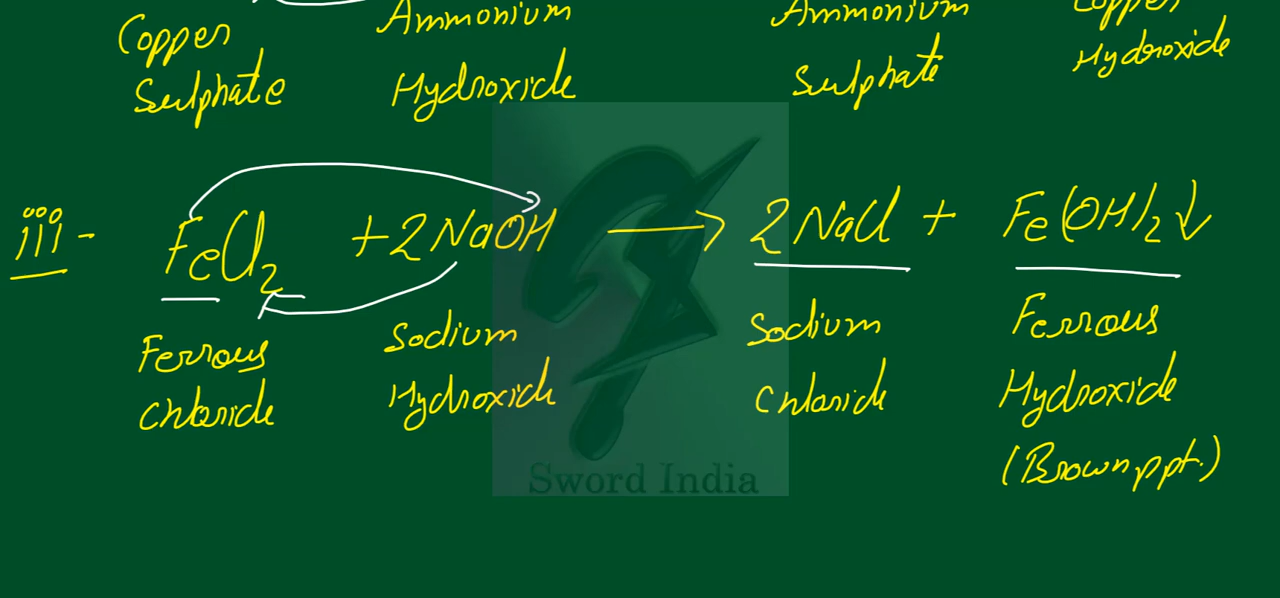 Copper Ammonium Ammonium Copper
Sulphate Hydroxide Sulphate Hydroxide
iii - FeCl2 + 2NaOH → 2NaCl + Fe(OH)2↓
Ferrous Sodium Sodium Ferrous
Chloride Hydroxide Chloride Hydroxide
(Brown ppt.)
Sword India